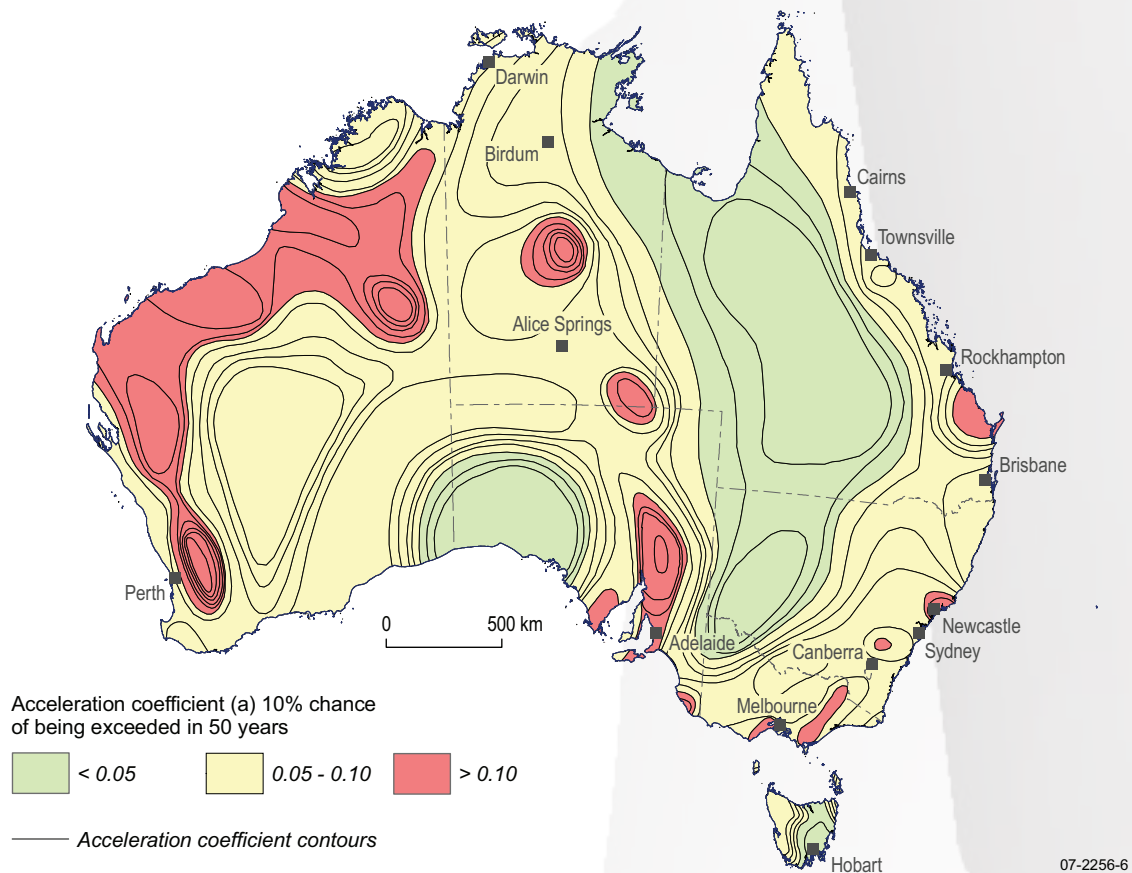 Darwin
Birdum
Cairns
Townsville
Alice Springs
Rockhampton
Brisbane
Perth
0 500 km
Adelaide
Newcastle
Sydney
Canberra
Melbourne
Hobart
Acceleration coefficient (a) 10% chance
of being exceeded in 50 years
< 0.05 0.05 - 0.10 > 0.10
Acceleration coefficient contours
07-2256-6